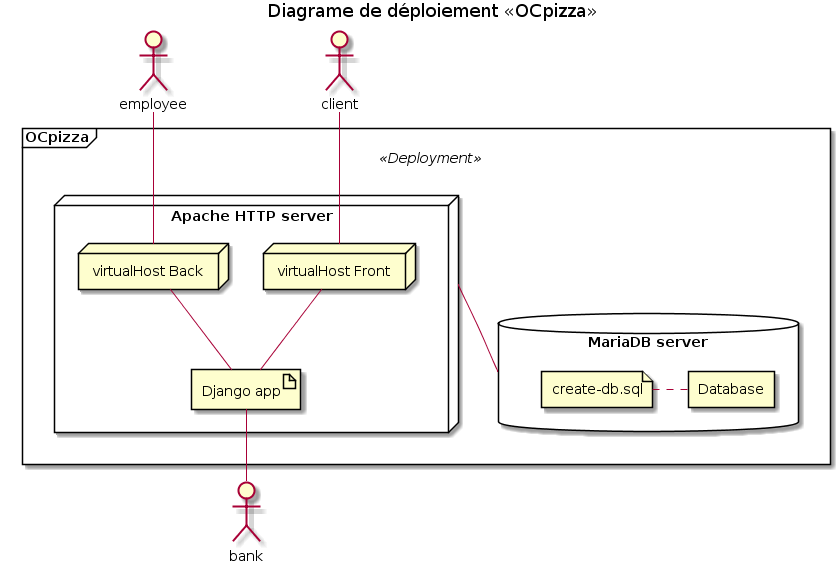 Diagrame de déploiement «OCpizza»
employee
client
OCpizza
«Deployment»
Apache HTTP server
virtualHost Back
virtualHost Front
MariaDB server
create-db.sql
Database
Django app
bank